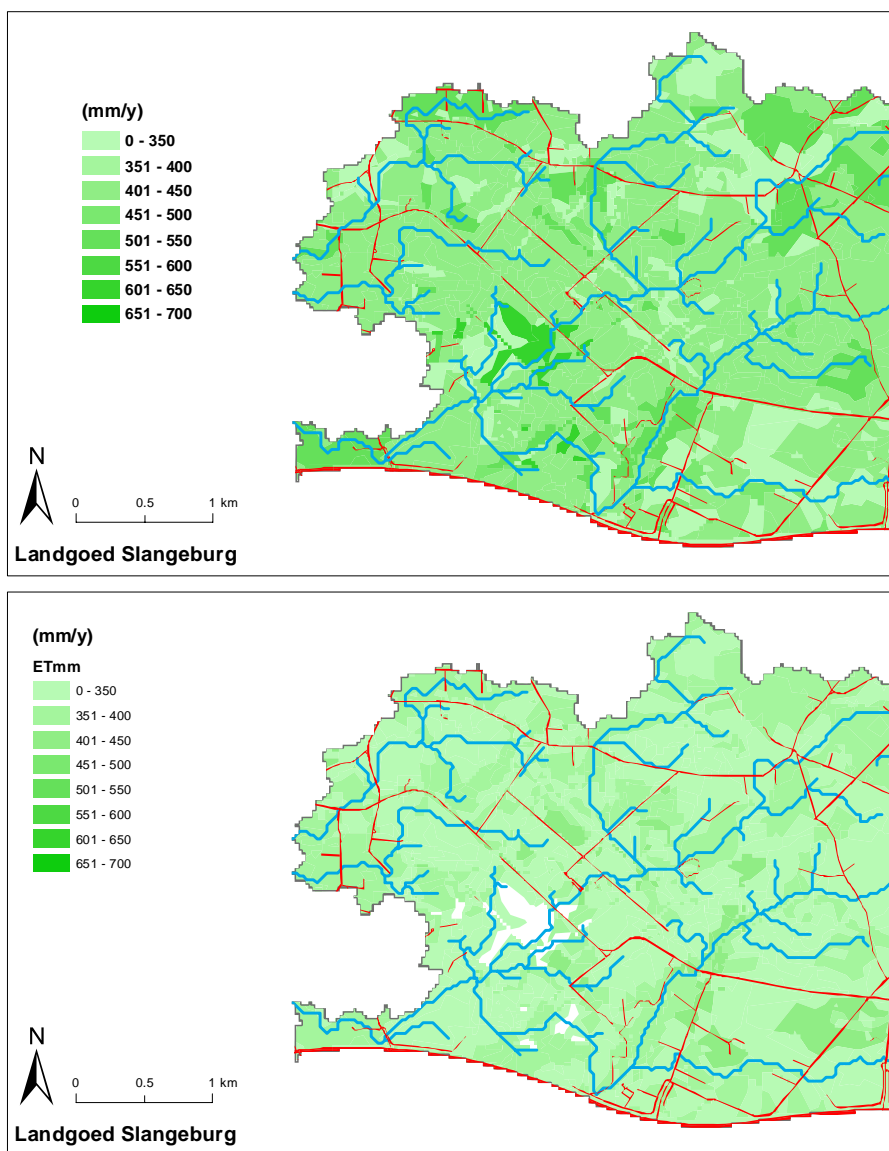 (mm/y)
0 - 350
351 - 400
401 - 450
451 - 500
501 - 550
551 - 600
601 - 650
651 - 700
N
0 0.5 1 km
Landgoed Slangeburg
(mm/y)
ETmm
0 - 350
351 - 400
401 - 450
451 - 500
501 - 550
551 - 600
601 - 650
651 - 700
N
0 0.5 1 km
Landgoed Slangeburg